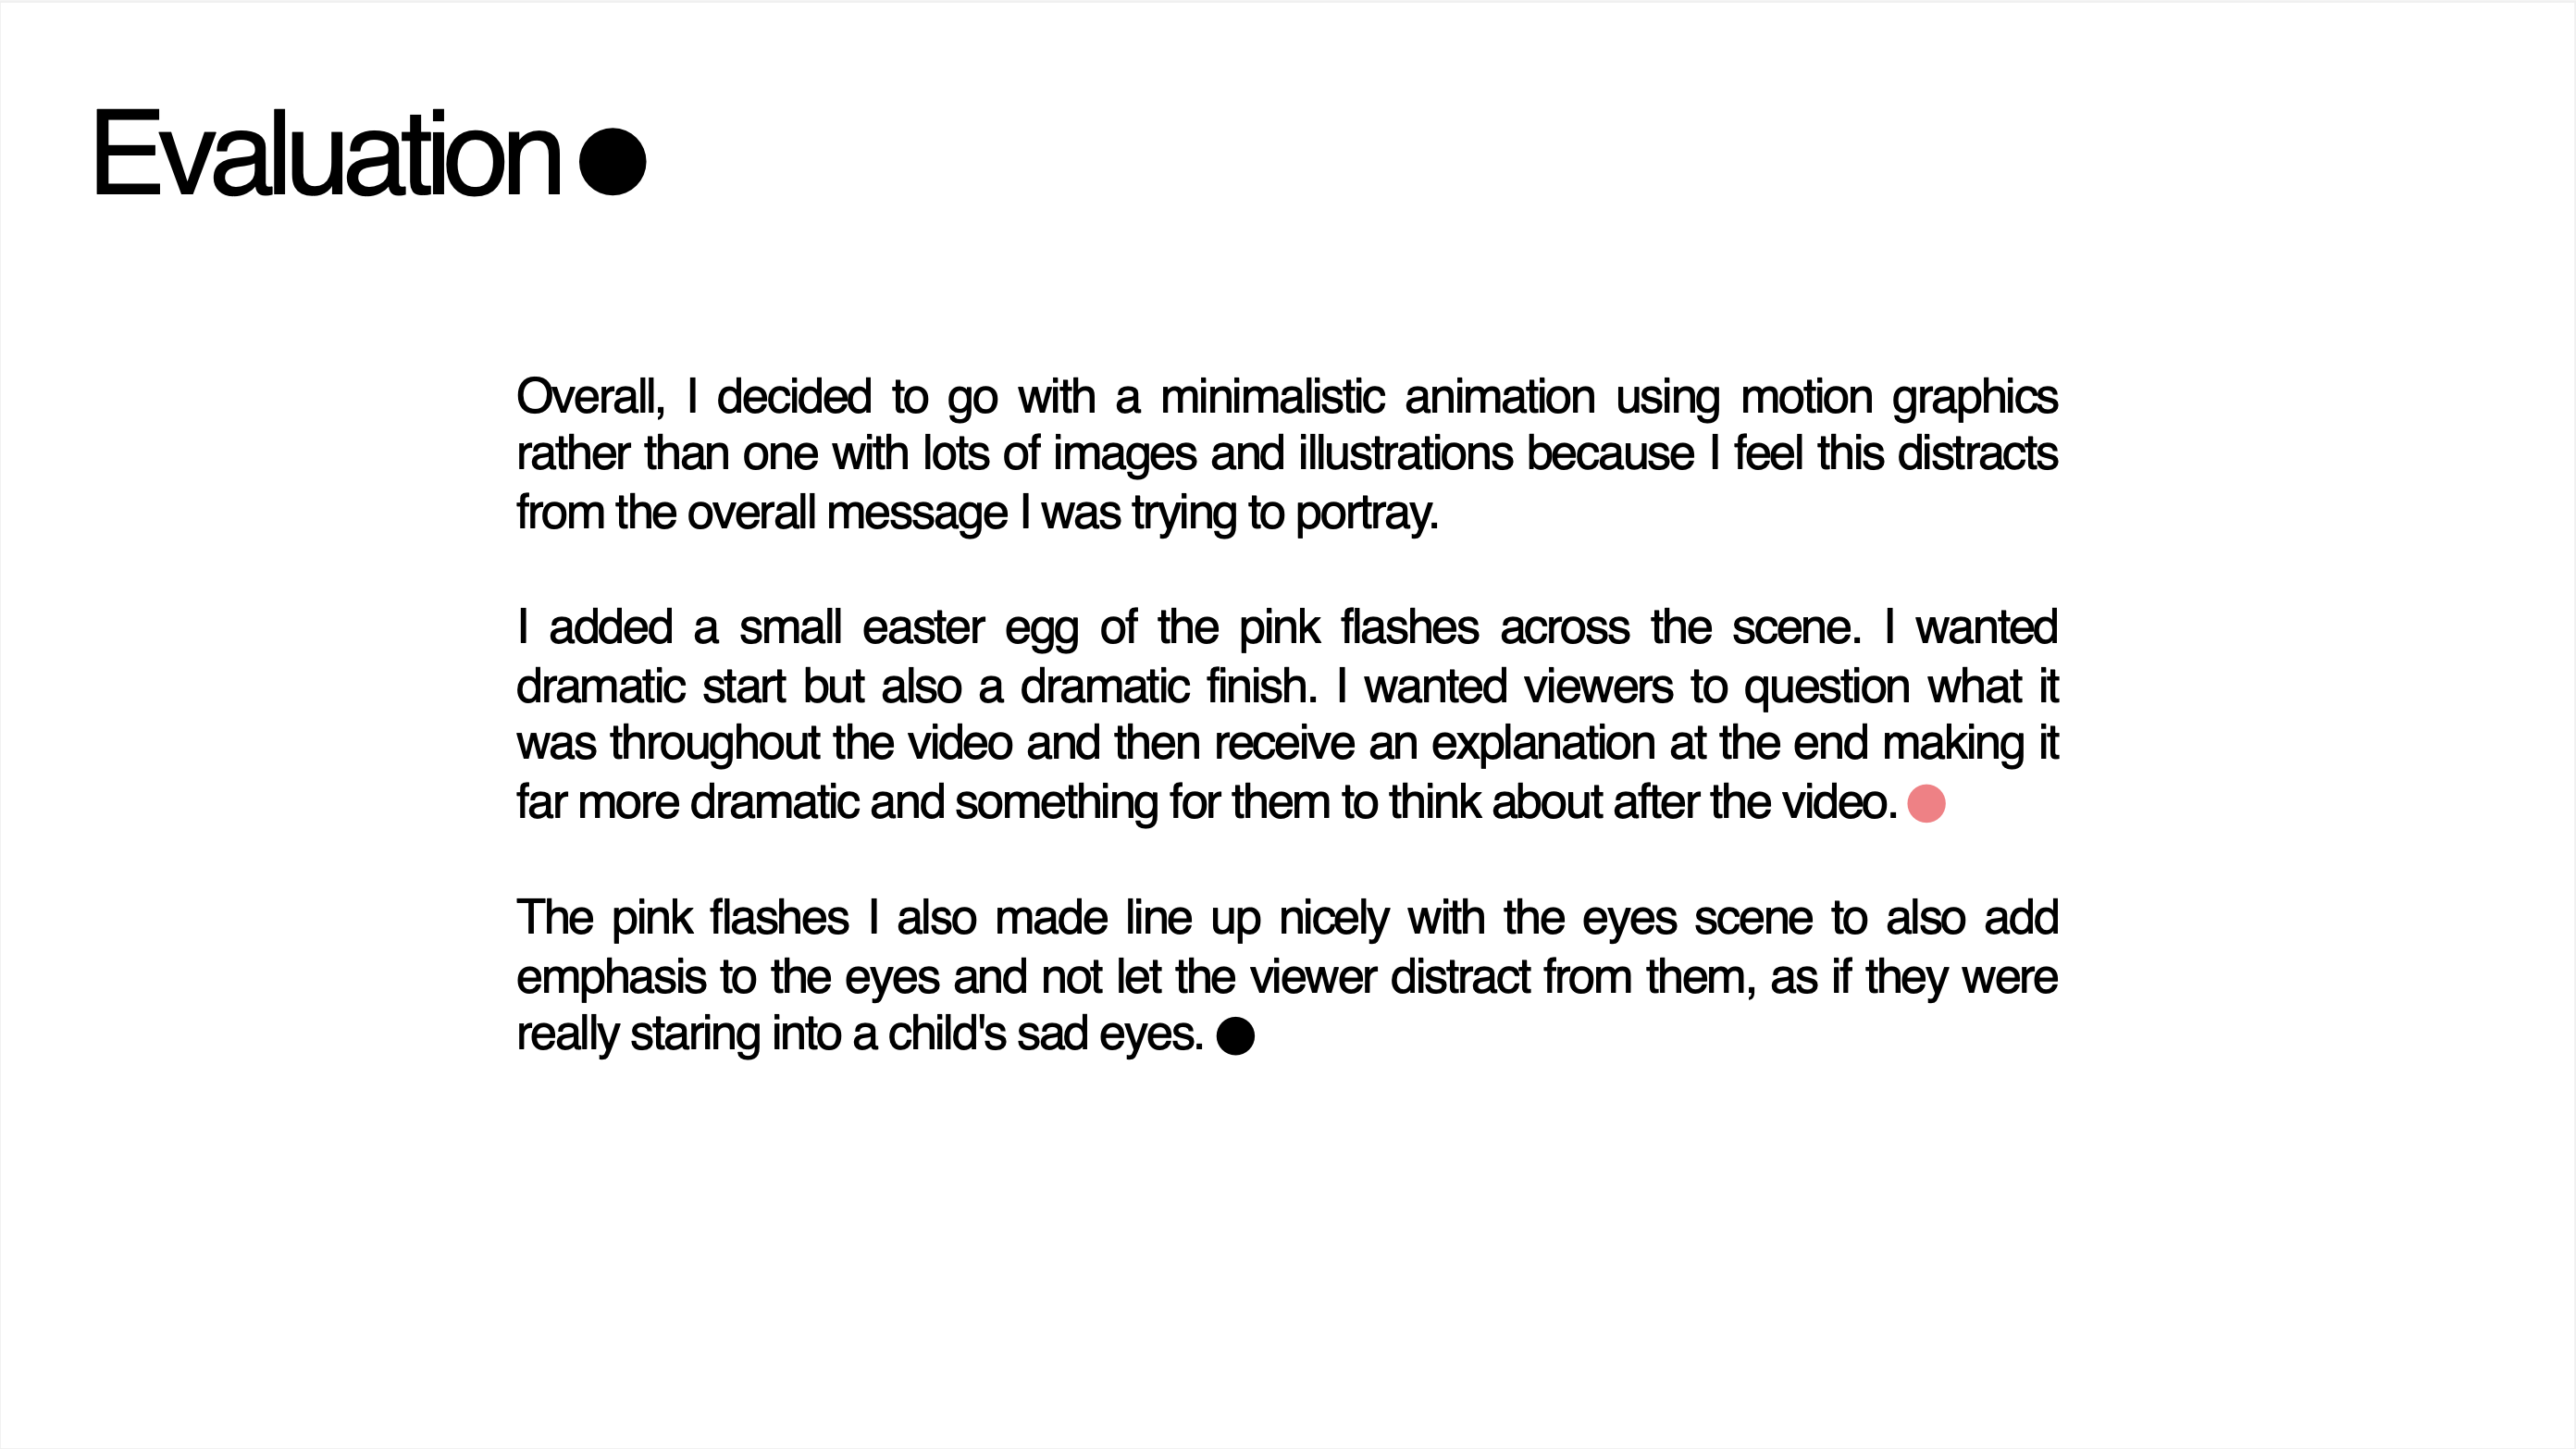 Evaluation
Overall, I decided to go with a minimalistic animation using motion graphics
rather than one with lots of images and illustrations because I feel this distracts
from the overall message I was trying to portray.
I added a small easter egg of the pink flashes across the scene. I wanted
dramatic start but also a dramatic finish. I wanted viewers to question what it
was throughout the video and then receive an explanation at the end making it
far more dramatic and something for them to think about after the video.
The pink flashes I also made line up nicely with the eyes scene to also add
emphasis to the eyes and not let the viewer distract from them, as if they were
really staring into a child's sad eyes.